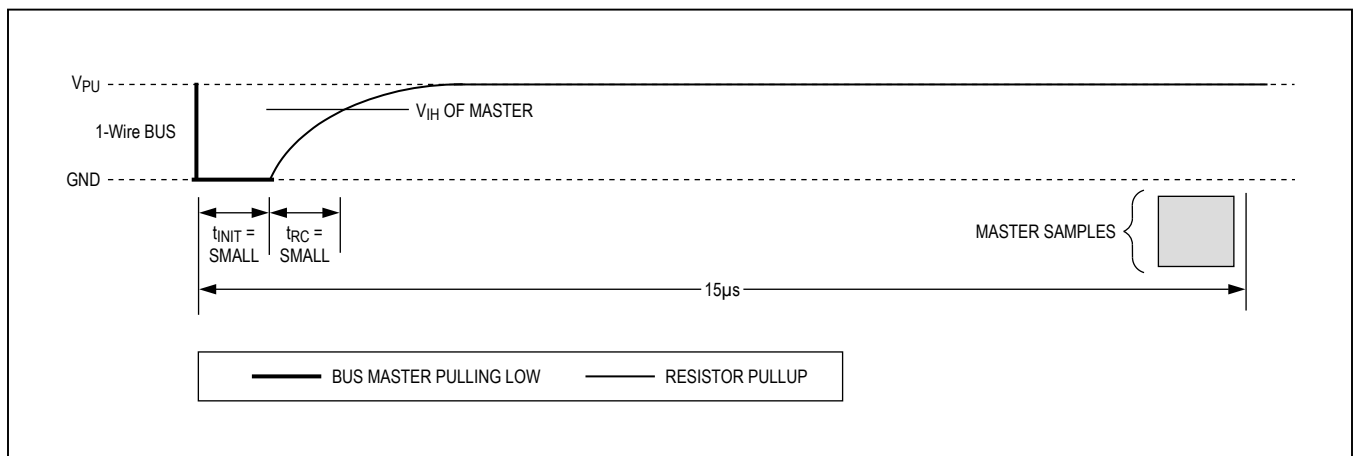 VPU
1-Wire BUS
GND
VIH OF MASTER
tINIT =
SMALL
tRC =
SMALL
MASTER SAMPLES
15µs
BUS MASTER PULLING LOW
RESISTOR PULLUP